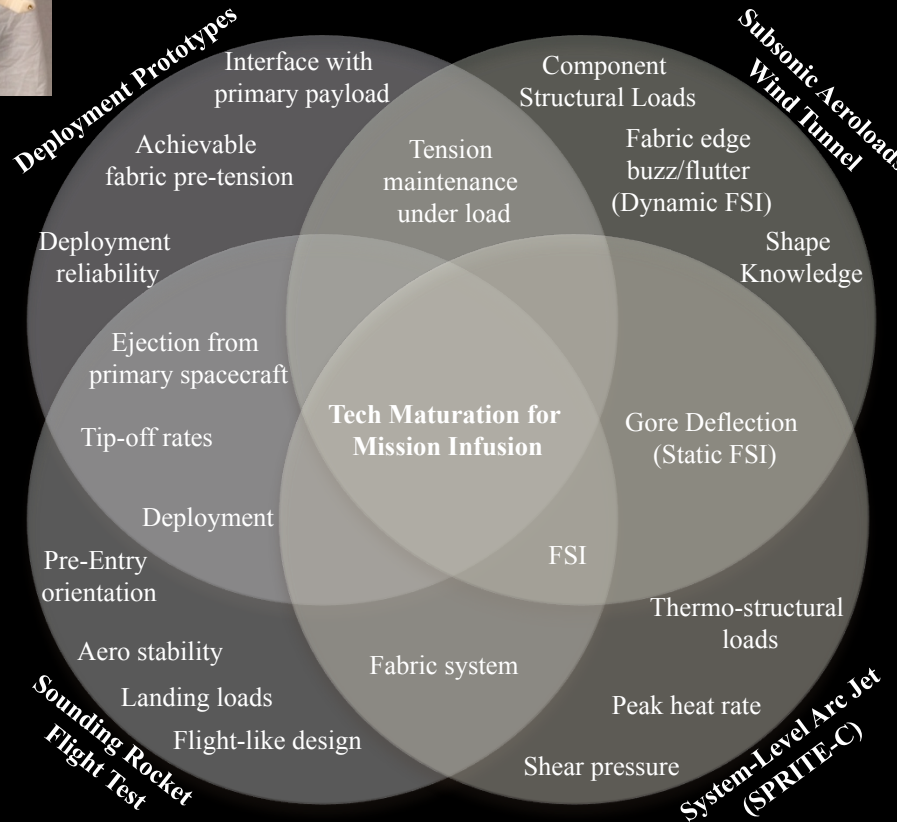 Deployment Prototypes
Interface with
primary payload
Achievable
fabric pre-tension
Deployment
reliability
Tension
maintenance
under load
Subsonic Aeroloads
Wind Tunnel
Component
Structural Loads
Fabric edge
buzz/flutter
(Dynamic FSI)
Shape
Knowledge
Ejection from
primary spacecraft
Tip-off rates
Deployment
Tech Maturation for
Mission Infusion
Gore Deflection
(Static FSI)
FSI
Pre-Entry
orientation
Aero stability
Landing loads
Flight-like design
Sounding Rocket
Flight Test
Fabric system
Thermo-structural
loads
Peak heat rate
Shear pressure
System-Level Arc Jet
(SPRITE-C)